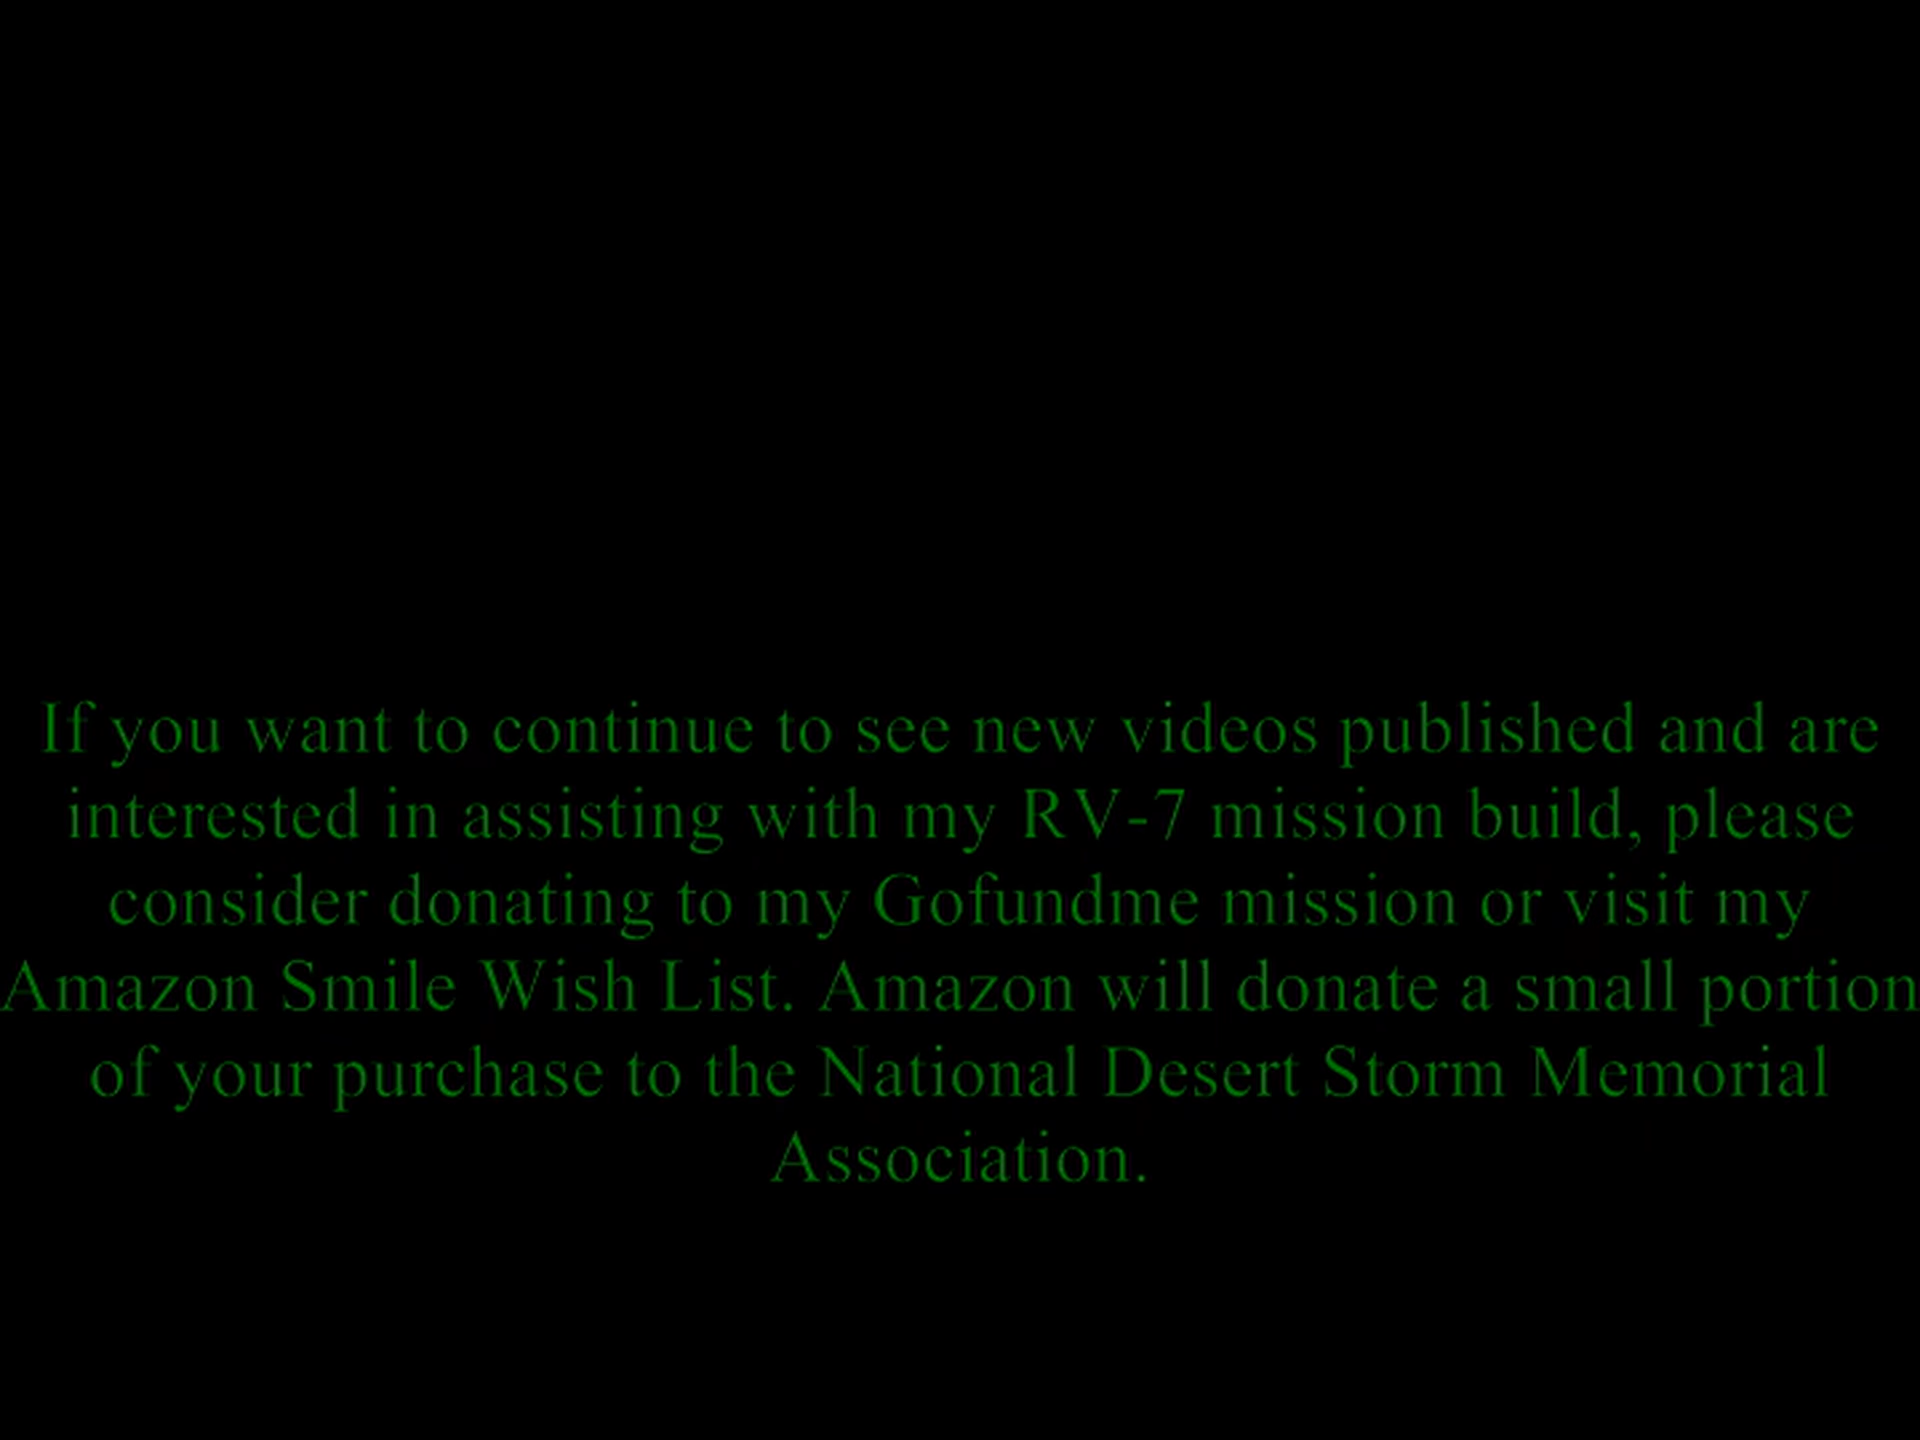 If you want to continue to see new videos published and are
interested in assisting with my RV-7 mission build, please
consider donating to my Gofundme mission or visit my
Amazon Smile Wish List. Amazon will donate a small portion
of your purchase to the National Desert Storm Memorial
Association.